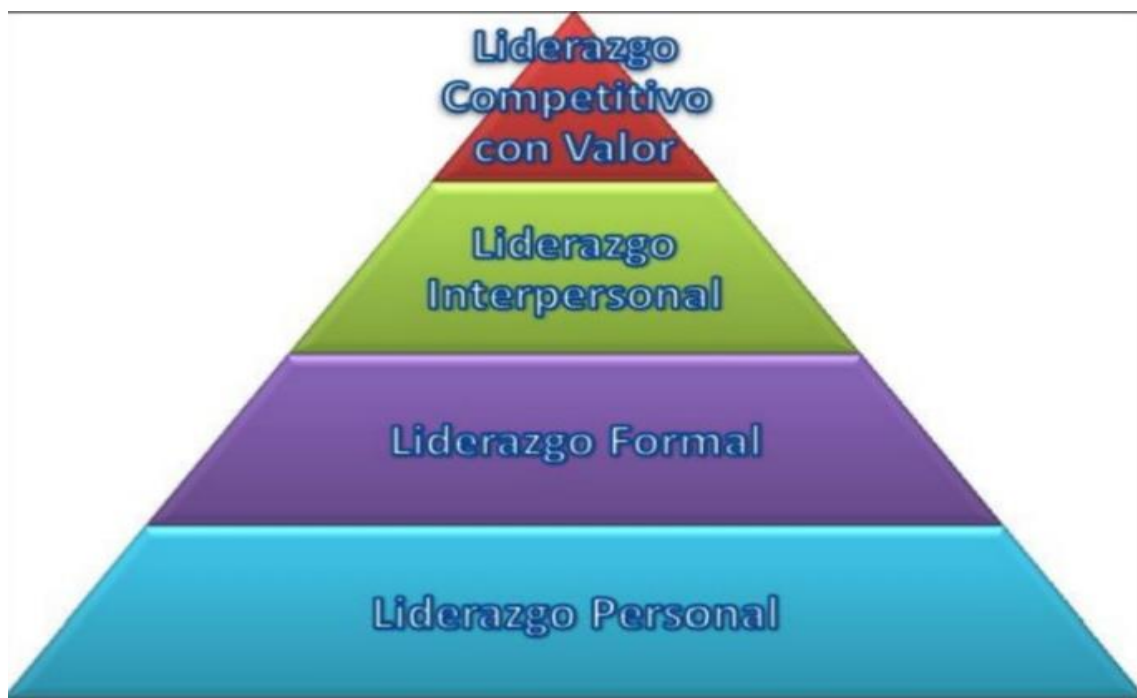 Liderazgo
Competitivo
con Valor
Liderazgo
Interpersonal
Liderazgo Formal
Liderazgo Personal